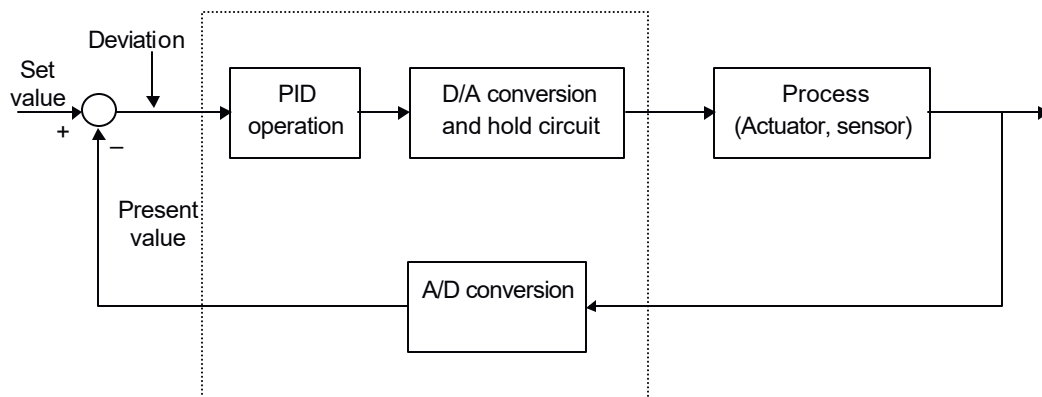 Deviation
Set
value
+
–
PID
operation
D/A conversion
and hold circuit
Process
(Actuator, sensor)
Present
value
A/D conversion